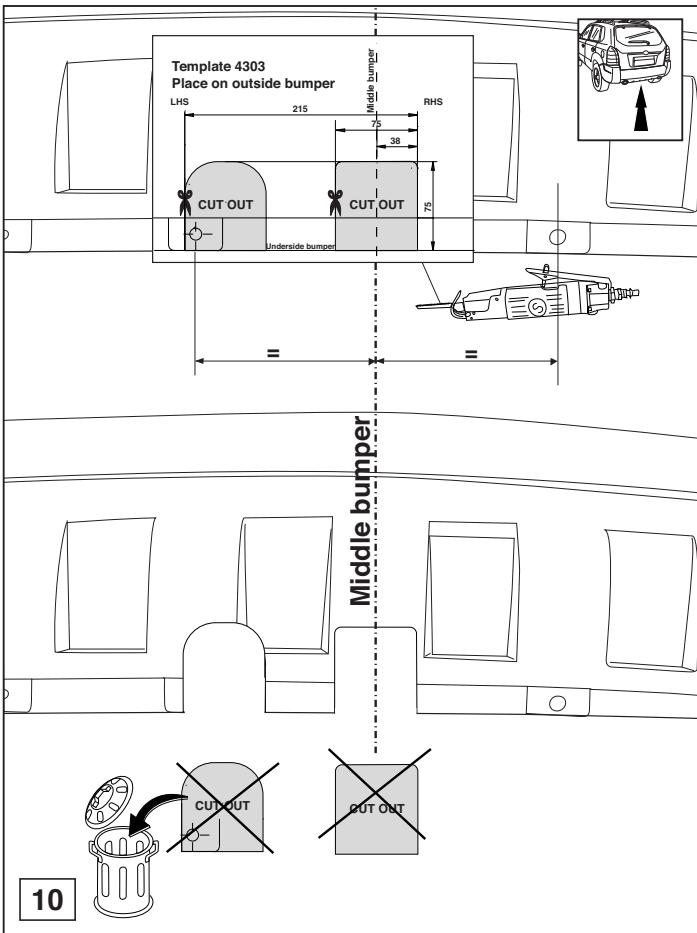 Template 4303
Place on outside bumper
Middle bumper
LHS
RHS
215
75
38
CUT OUT
CUT OUT
75
Underside bumper
S
=
=
Middle bumper
CUT OUT
CUT OUT
10